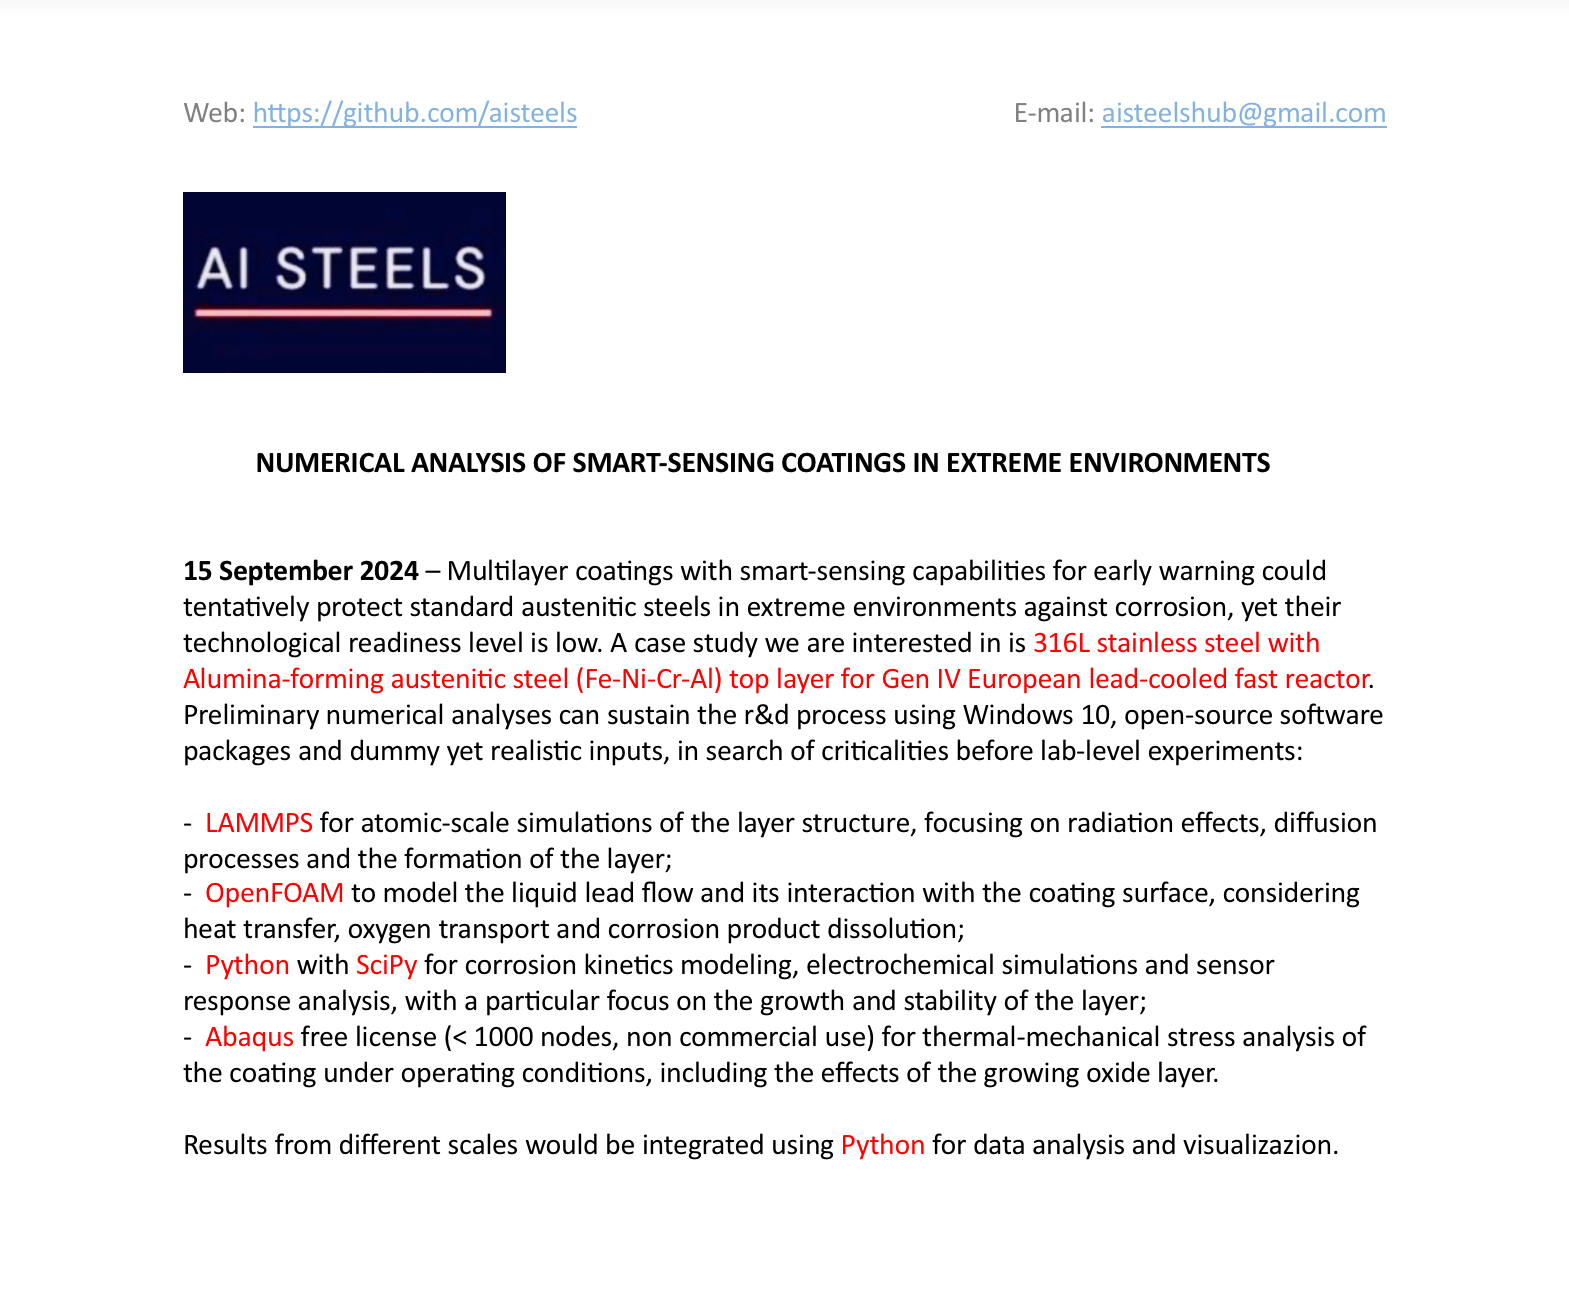 Web: https://github.com/aisteels E-mail: aisteelshub@gmail.com
AI STEELS
NUMERICAL ANALYSIS OF SMART-SENSING COATINGS IN EXTREME ENVIRONMENTS
15 September 2024 – Multilayer coatings with smart-sensing capabilities for early warning could
tentatively protect standard austenitic steels in extreme environments against corrosion, yet their
technological readiness level is low. A case study we are interested in is 316L stainless steel with
Alumina-forming austenitic steel (Fe-Ni-Cr-Al) top layer for Gen IV European lead-cooled fast reactor.
Preliminary numerical analyses can sustain the r&d process using Windows 10, open-source software
packages and dummy yet realistic inputs, in search of criticalities before lab-level experiments:
- LAMMPS for atomic-scale simulations of the layer structure, focusing on radiation effects, diffusion
processes and the formation of the layer;
- OpenFOAM to model the liquid lead flow and its interaction with the coating surface, considering
heat transfer, oxygen transport and corrosion product dissolution;
- Python with SciPy for corrosion kinetics modeling, electrochemical simulations and sensor
response analysis, with a particular focus on the growth and stability of the layer;
- Abaqus free license (< 1000 nodes, non commercial use) for thermal-mechanical stress analysis of
the coating under operating conditions, including the effects of the growing oxide layer.
Results from different scales would be integrated using Python for data analysis and visualizazion.